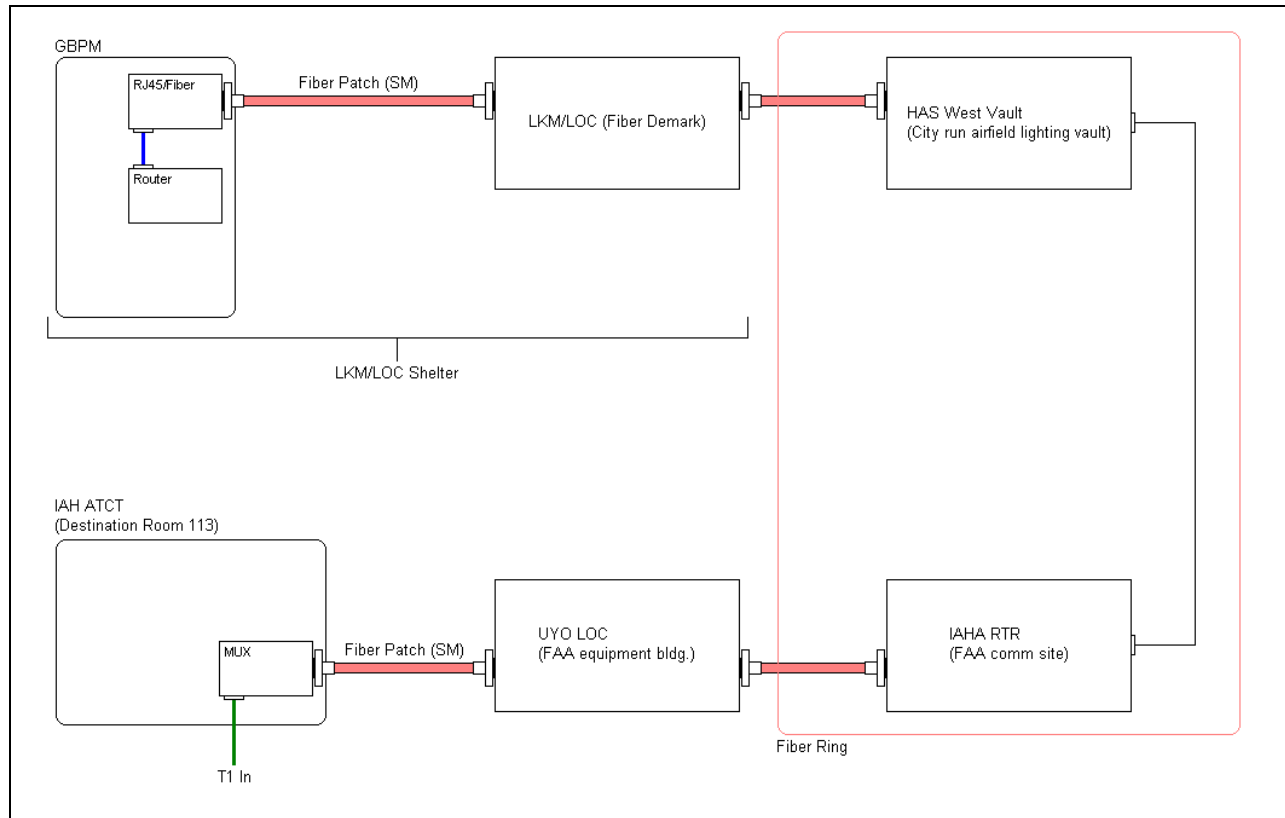 GBPM
RJ45/Fiber
Fiber Patch (SM)
Router
LKM/LOC (Fiber Demark)
HAS West Vault
(City run airfield lighting vault)
LKM/LOC Shelter
IAH ATCT
(Destination Room 113)
MUX
Fiber Patch (SM)
T1 In
UYO LOC
(FAA equipment bldg.)
IAHA RTR
(FAA comm site)
Fiber Ring